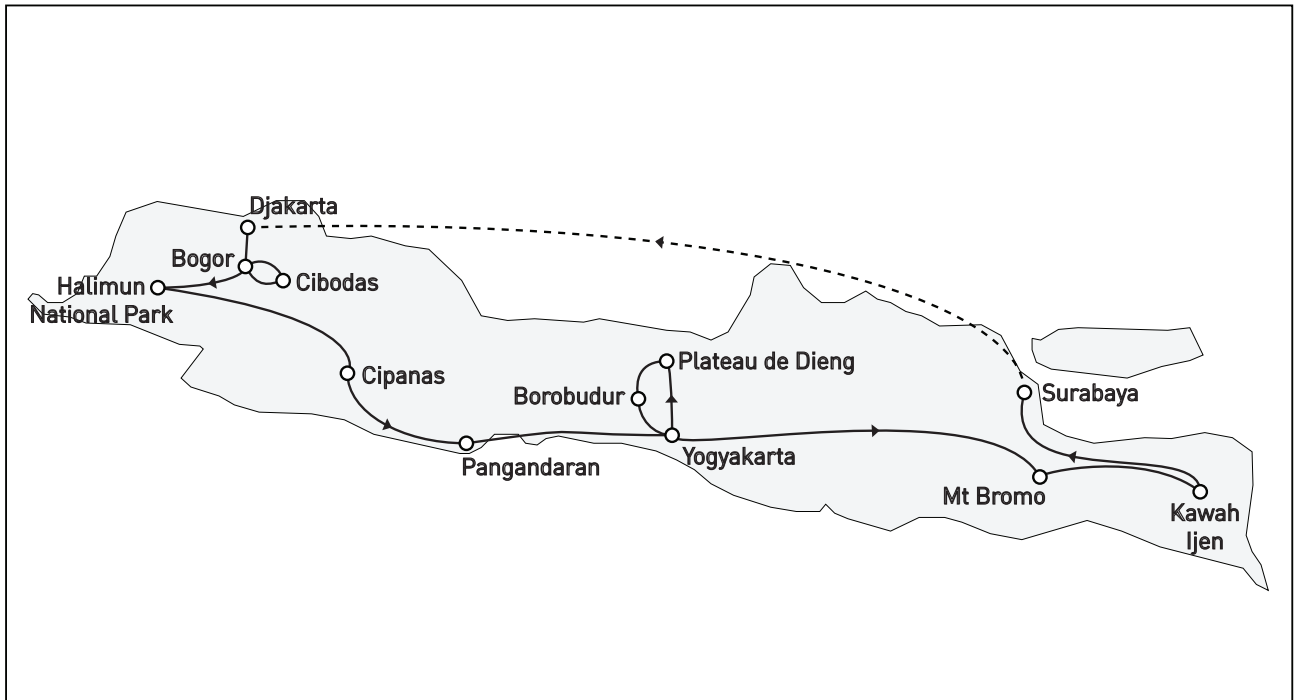 Djakarta
Bogor
Cibodas
Halimun
National Park
Cipanas
Plateau de Dieng
Borobudur
Surabaya
Yogyakarta
Pangandaran
Mt Bromo
Kawah
Ijen